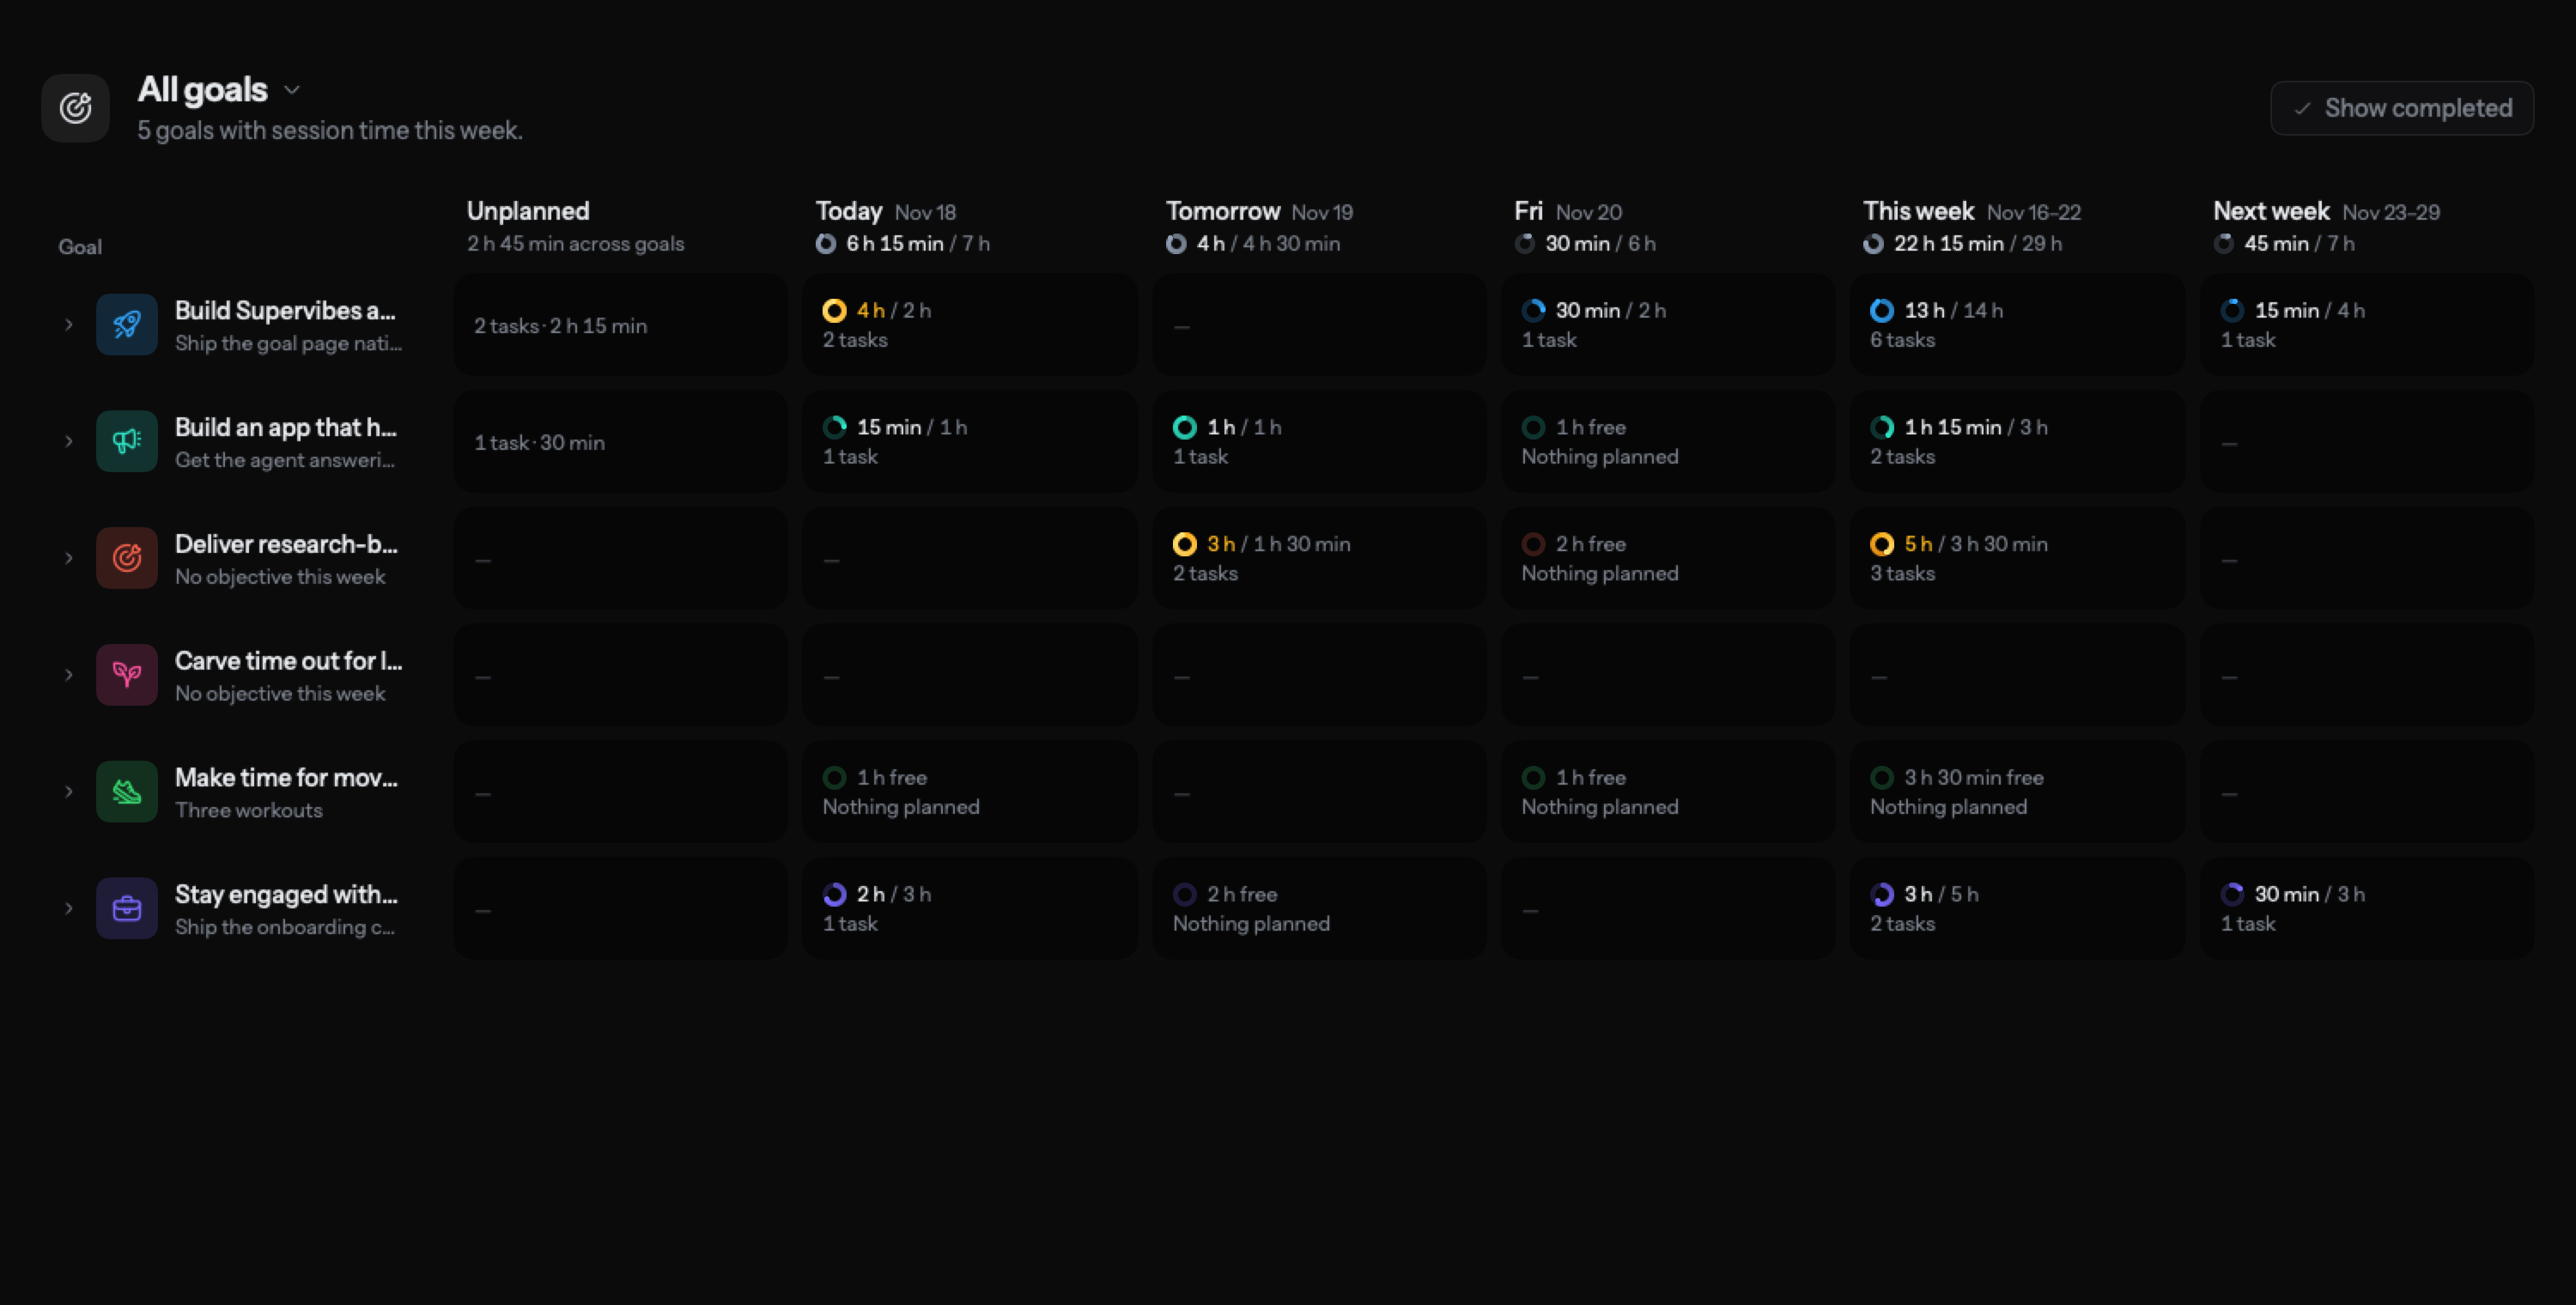 All goals
5 goals with session time this week.
Show completed
Goal
Unplanned
2 h 45 min across goals
Today Nov 18
6 h 15 min / 7 h
Tomorrow Nov 19
4 h / 4 h 30 min
Fri Nov 20
30 min / 6 h
This week Nov 16–22
22 h 15 min / 29 h
Next week Nov 23–29
45 min / 7 h
Build Supervibes a...
Ship the goal page nati...
2 tasks · 2 h 15 min
4 h / 2 h
2 tasks
–
30 min / 2 h
1 task
13 h / 14 h
6 tasks
15 min / 4 h
1 task
Build an app that h...
Get the agent answeri...
1 task · 30 min
15 min / 1 h
1 task
1 h / 1 h
1 task
1 h free
Nothing planned
1 h 15 min / 3 h
2 tasks
–
Deliver research-b...
No objective this week
–
–
3 h / 1 h 30 min
2 tasks
2 h free
Nothing planned
5 h / 3 h 30 min
3 tasks
–
Carve time out for l...
No objective this week
–
–
–
–
–
–
Make time for mov...
Three workouts
–
1 h free
Nothing planned
–
1 h free
Nothing planned
3 h 30 min free
Nothing planned
–
Stay engaged with...
Ship the onboarding c...
–
2 h / 3 h
1 task
2 h free
Nothing planned
–
3 h / 5 h
2 tasks
30 min / 3 h
1 task